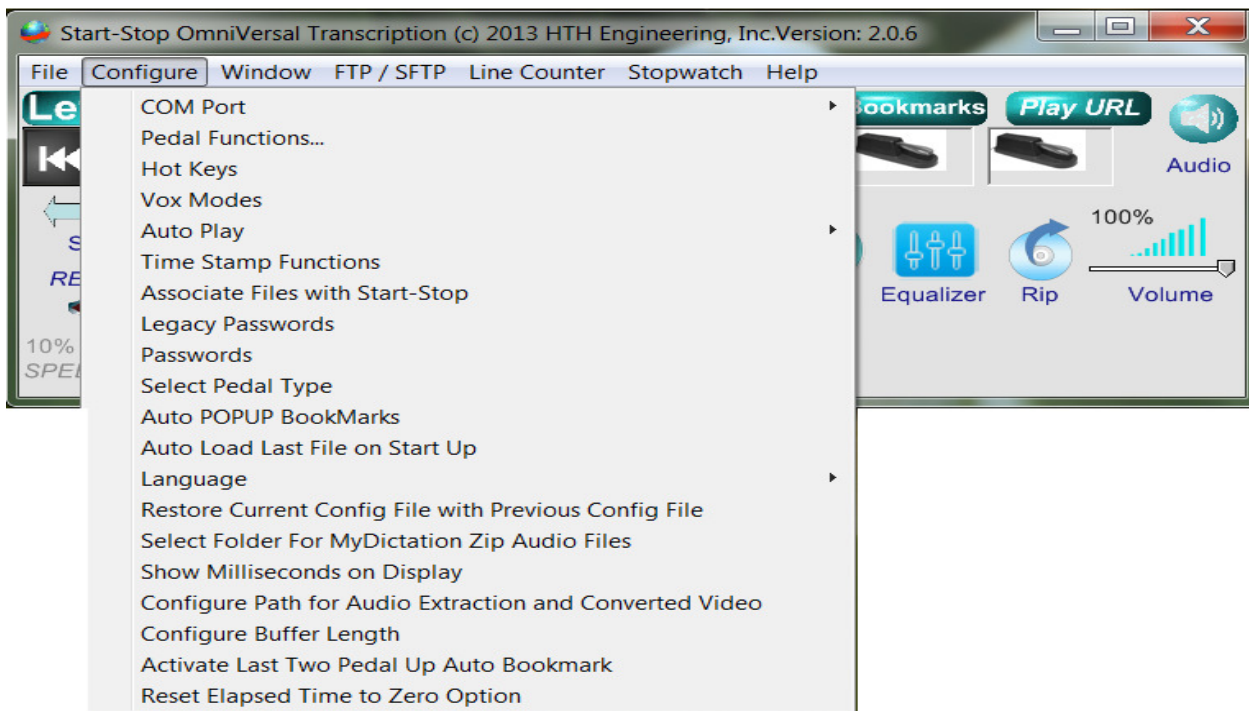 Start-Stop OmniVersal Transcription (c) 2013 HTH Engineering, Inc.Version: 2.0.6
File Configure Window FTP / SFTP Line Counter Stopwatch Help
Play URL
Audio
100%
Equalizer Rip Volume
10%
COM Port
Pedal Functions...
Hot Keys
Vox Modes
Auto Play
Time Stamp Functions
Associate Files with Start-Stop
Legacy Passwords
Passwords
Select Pedal Type
Auto POPUP BookMarks
Auto Load Last File on Start Up
Language
Restore Current Config File with Previous Config File
Select Folder For MyDictation Zip Audio Files
Show Milliseconds on Display
Configure Path for Audio Extraction and Converted Video
Configure Buffer Length
Activate Last Two Pedal Up Auto Bookmark
Reset Elapsed Time to Zero Option